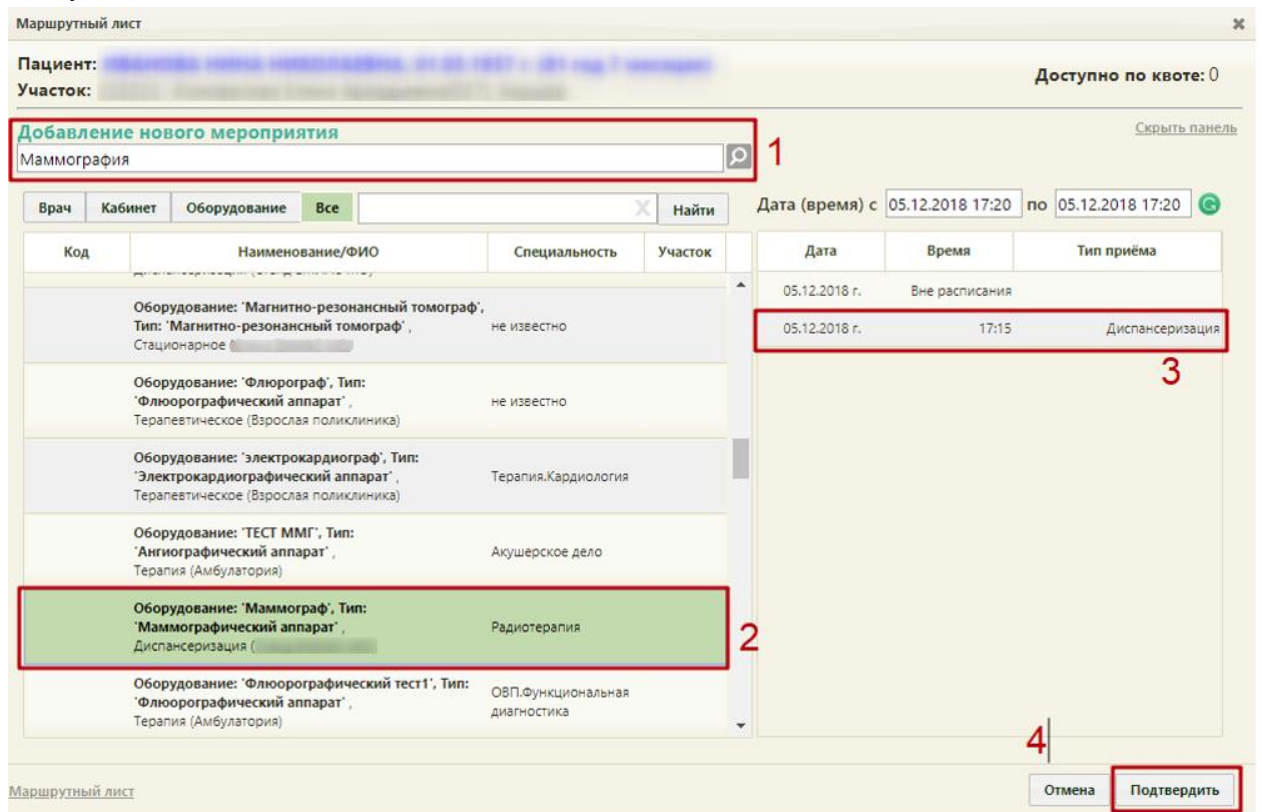 Маршрутный лист
Пациент:
Участок:
Доступно по квоте: 0
Добавление нового мероприятия
Скрыть панель
Маммография
1
Врач Кабинет Оборудование Все Найти
Дата (время) с 05.12.2018 17:20 по 05.12.2018 17:20
Код Наименование/ФИО Специальность Участок
Дата Время Тип приёма
05.12.2018 г. Вне расписания
05.12.2018 г. 17:15 Диспансеризация
3
Оборудование: 'Магнитно-резонансный томограф',
Тип: 'Магнитно-резонансный томограф' ,
Стационарное (
не известно
Оборудование: 'Флюрограф', Тип:
'Флюорографический аппарат' ,
Терапевтическое (Взрослая поликлиника)
не известно
Оборудование: 'электрокардиограф', Тип:
'Электрокардиографический аппарат' ,
Терапевтическое (Взрослая поликлиника)
Терапия.Кардиология
Оборудование: 'ТЕСТ ММГ', Тип:
'Ангиографический аппарат' ,
Терапия (Амбулатория)
Акушерское дело
Оборудование: 'Маммограф', Тип:
'Маммографический аппарат' ,
Диспансеризация (
Радиотерапия
2
Оборудование: 'Флюорографический тест1', Тип:
'Флюорографический аппарат' ,
Терапия (Амбулатория)
ОВП.Функциональная
диагностика
4
Маршрутный лист
Отмена Подтвердить